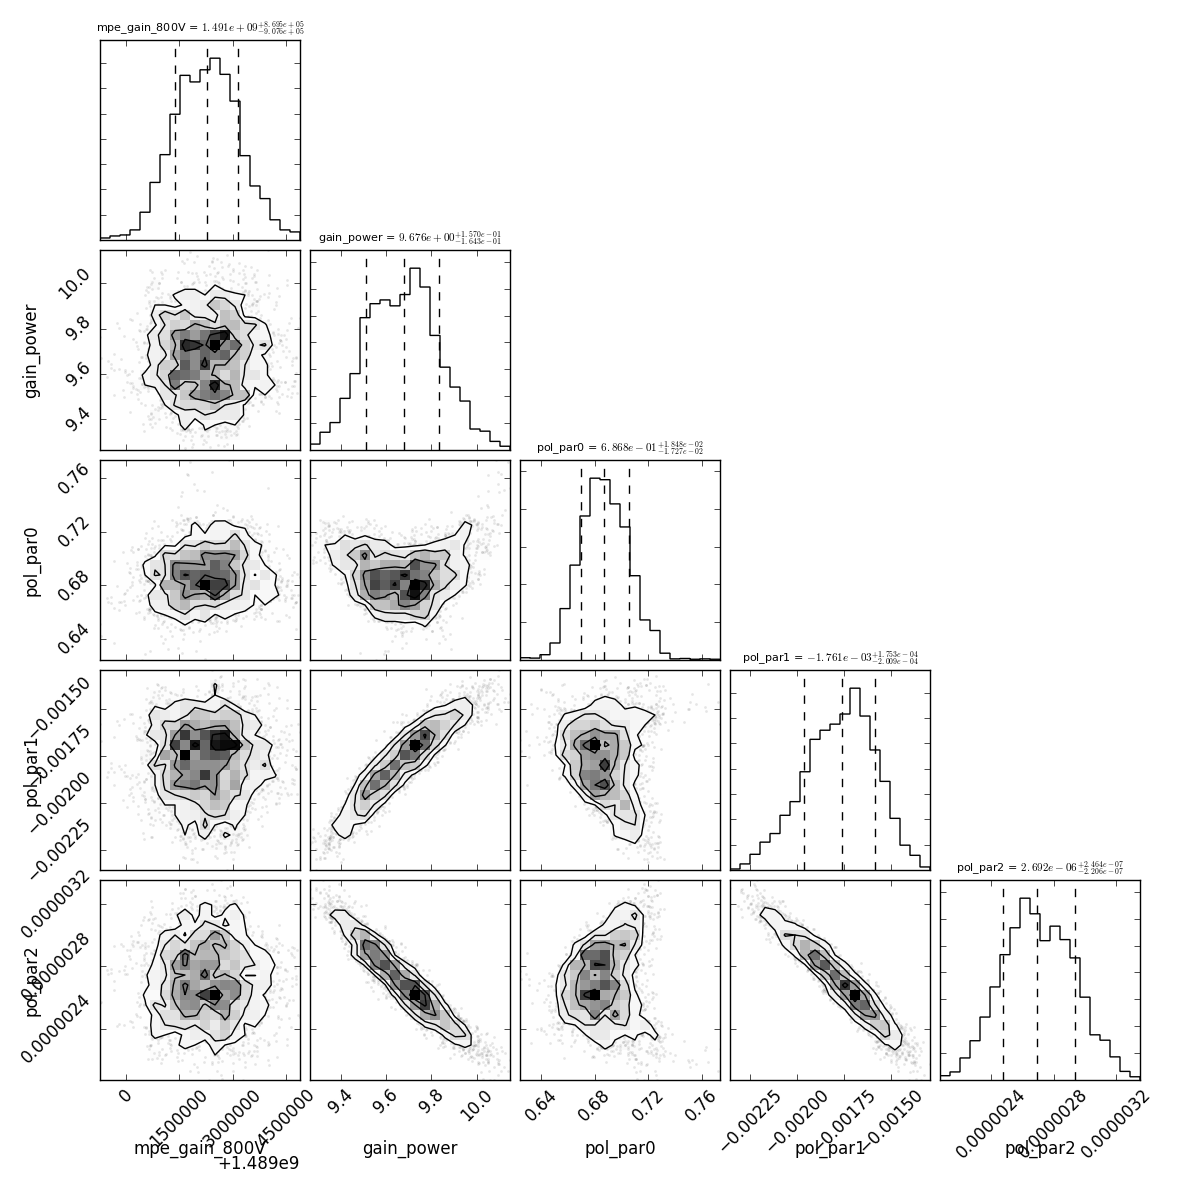 mpe_gain_800V = 1.491e+09 +8.695e+05 −9.076e+05
gain_power = 9.676e+00 +1.570e−01 −1.643e−01
gain_power
10.0
9.8
9.6
9.4
pol_par0 = 6.868e−01 +1.848e−02 −1.727e−02
pol_par0
0.76
0.72
0.68
0.64
pol_par1 = −1.761e−03 +1.753e−04 −2.009e−04
pol_par1
−0.00150
−0.00175
−0.00200
−0.00225
pol_par2 = 2.692e−06 +2.464e−07 −2.206e−07
pol_par2
0.0000032
0.0000028
0.0000024
0 1500000 3000000 4500000
9.4 9.6 9.8 10.0
0.64 0.68 0.72 0.76
−0.00225 −0.00200 −0.00175 −0.00150
0.0000024 0.0000028 0.0000032
mpe_gain_800V gain_power pol_par0 pol_par1 pol_par2
+1.489e9